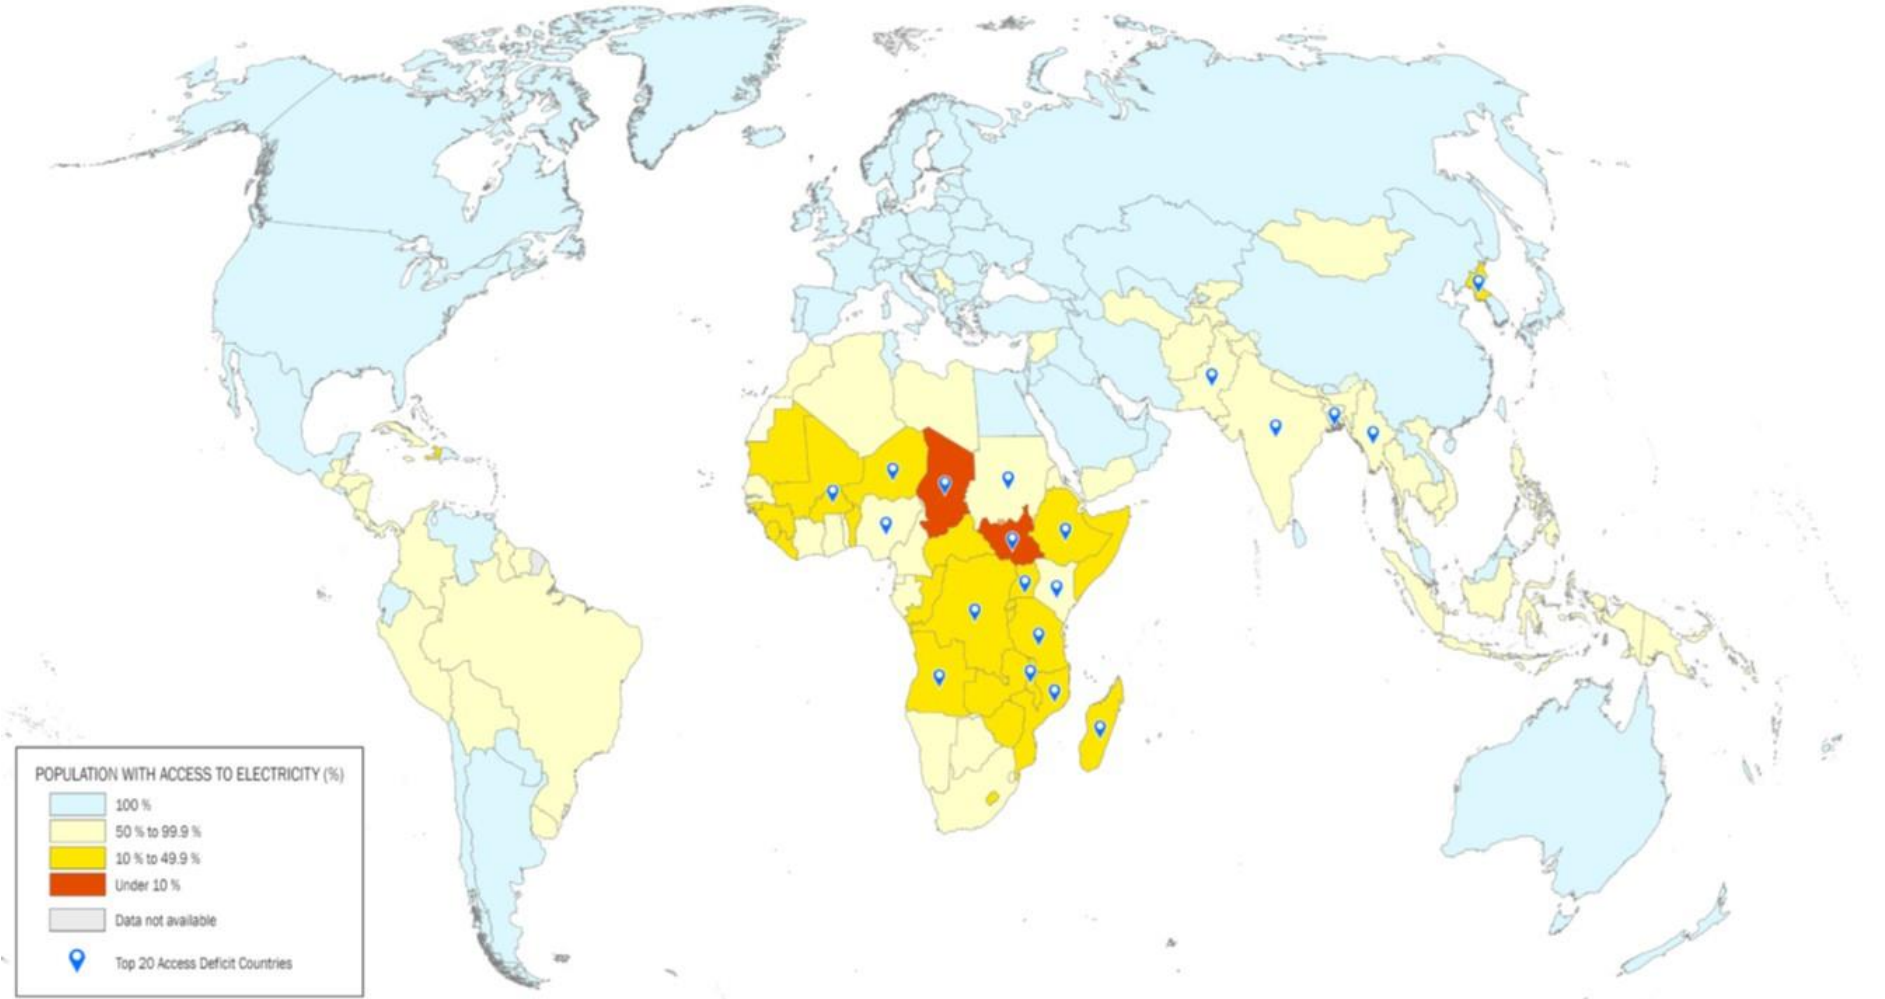 POPULATION WITH ACCESS TO ELECTRICITY (%)
100 %
50 % to 99.9 %
10 % to 49.9 %
Under 10 %
Data not available
Top 20 Access Deficit Countries